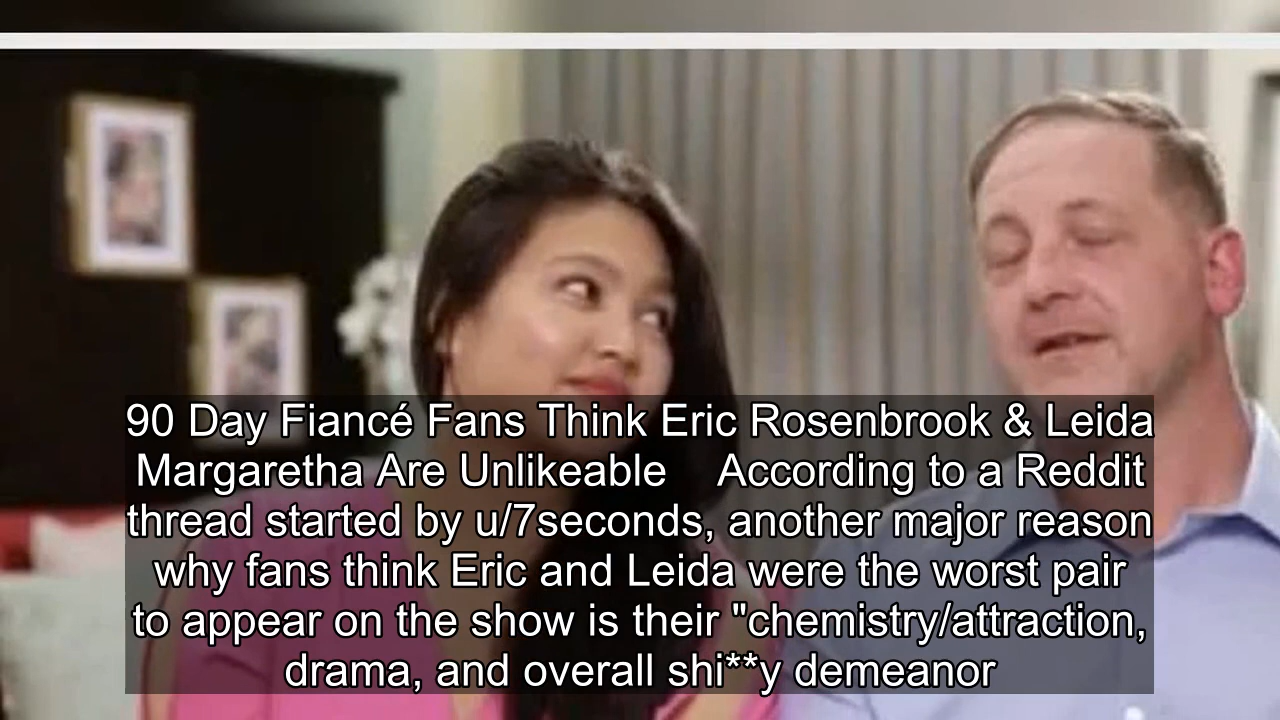 90 Day Fiancé Fans Think Eric Rosenbrook & Leida
Margaretha Are Unlikeable    According to a Reddit
thread started by u/7seconds, another major reason
why fans think Eric and Leida were the worst pair
to appear on the show is their "chemistry/attraction,
drama, and overall shi**y demeanor